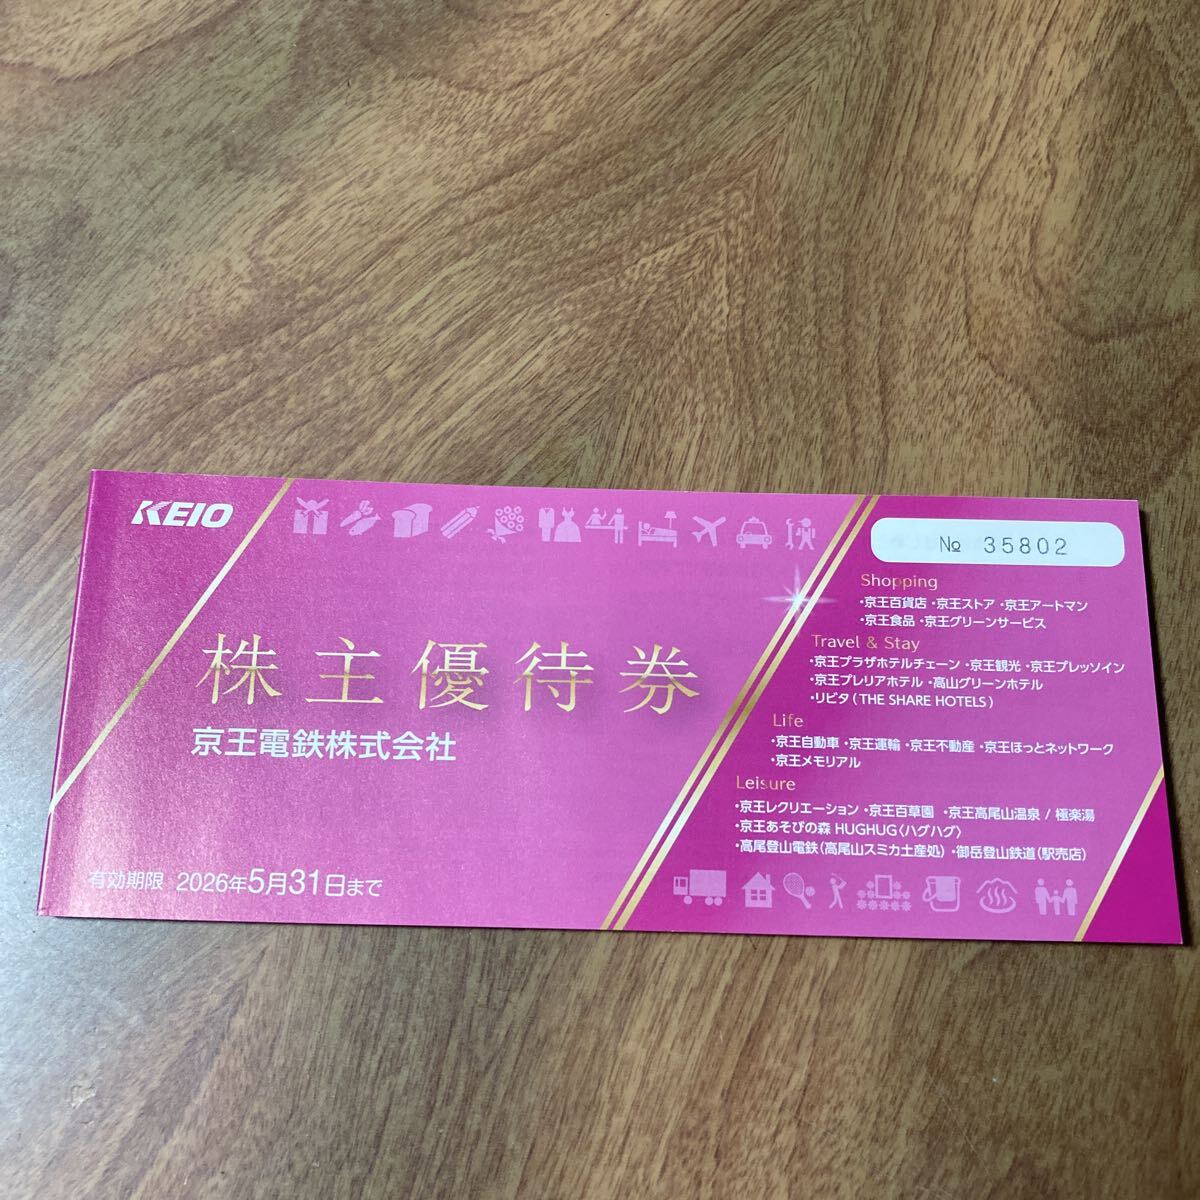 KEIO
株主優待券
京王電鉄株式会社
有効期限 2026年5月31日まで
№ 35802
Shopping
・京王百貨店 ・京王ストア ・京王アートマン
・京王食品 ・京王グリーンサービス
Travel & Stay
・京王プラザホテルチェーン ・京王観光 ・京王プレッソイン
・京王プレリアホテル ・高山グリーンホテル
・リビタ(THE SHARE HOTELS)
Life
・京王自動車 ・京王運輸 ・京王不動産 ・京王ほっとネットワーク
・京王メモリアル
Leisure
・京王レクリエーション ・京王百草園 ・京王高尾山温泉 / 極楽湯
・京王あそびの森 HUGHUG〈ハグハグ〉
・高尾登山電鉄(高尾山スミカ土産処) ・御岳登山鉄道(駅売店)